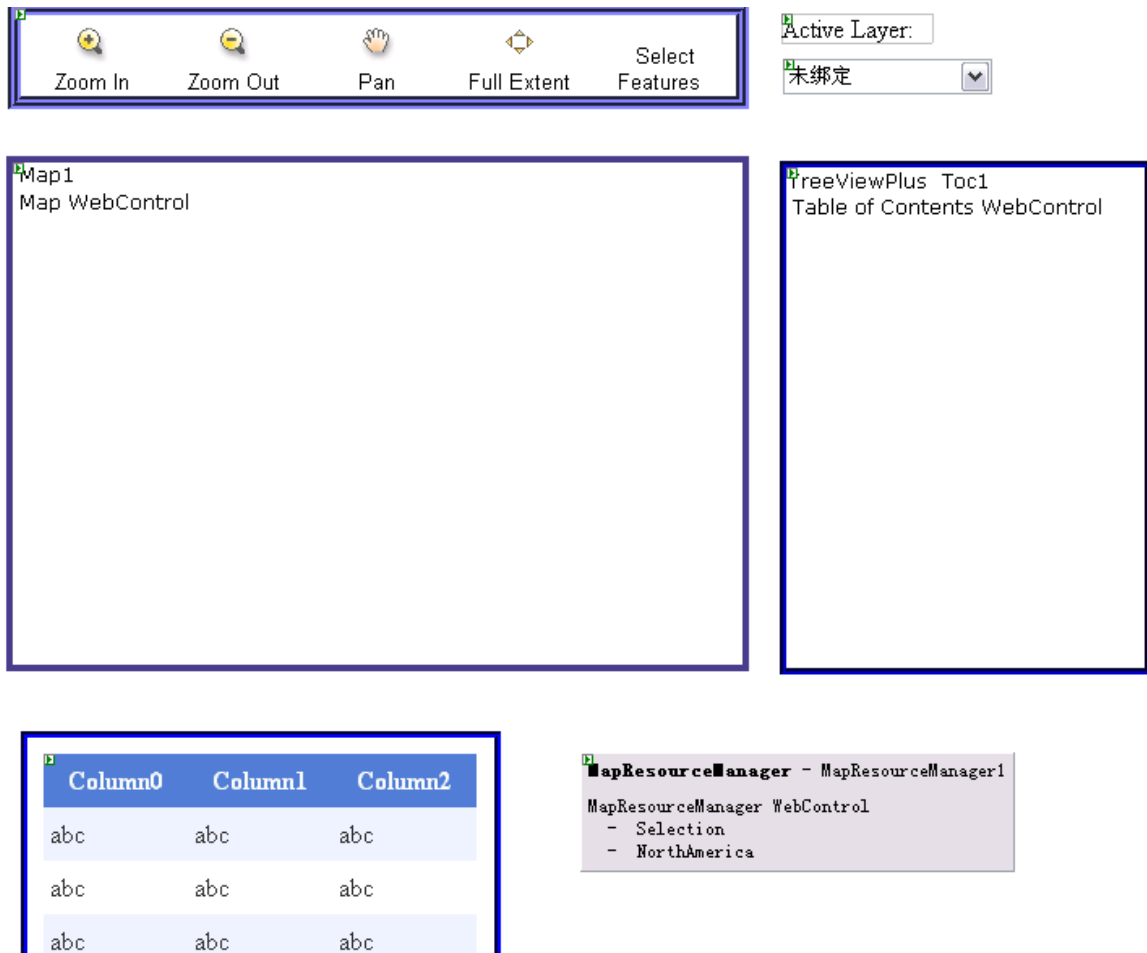 Zoom In Zoom Out Pan Full Extent Select Features
Active Layer:
未绑定
Map1
Map WebControl
TreeViewPlus Toc1
Table of Contents WebControl
Column0 Column1 Column2
abc abc abc
abc abc abc
abc abc abc
MapResourceManager - MapResourceManager1
MapResourceManager WebControl
- Selection
- NorthAmerica